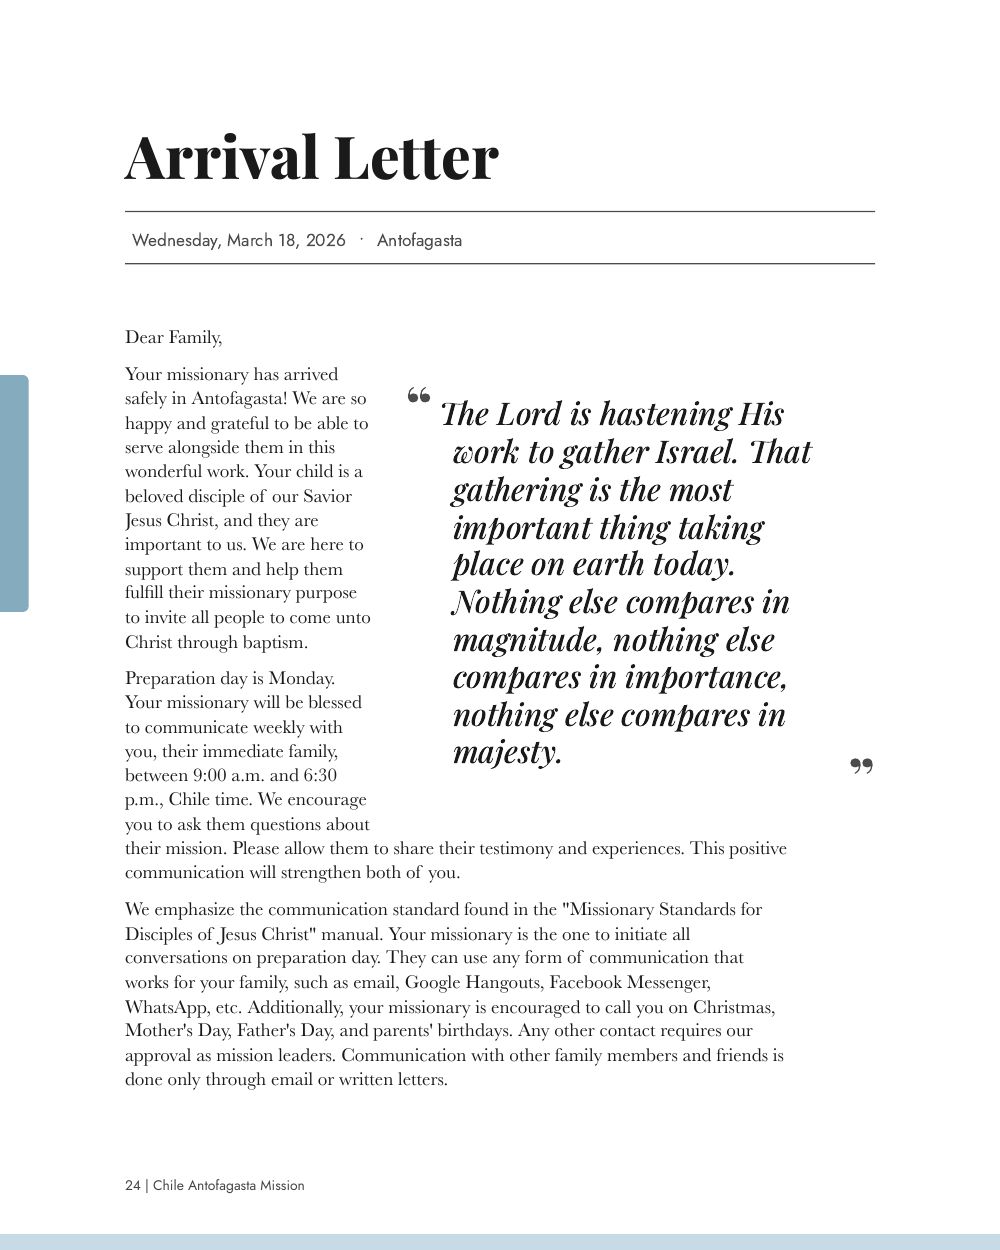 Arrival Letter
Wednesday, March 18, 2026 · Antofagasta
Dear Family,
Your missionary has arrived
safely in Antofagasta! We are so
happy and grateful to be able to
serve alongside them in this
wonderful work. Your child is a
beloved disciple of our Savior
Jesus Christ, and they are
important to us. We are here to
support them and help them
fulfill their missionary purpose
to invite all people to come unto
Christ through baptism.
Preparation day is Monday.
Your missionary will be blessed
to communicate weekly with
you, their immediate family,
between 9:00 a.m. and 6:30
p.m., Chile time. We encourage
you to ask them questions about
their mission. Please allow them to share their testimony and experiences. This positive
communication will strengthen both of you.
“The Lord is hastening His
work to gather Israel. That
gathering is the most
important thing taking
place on earth today.
Nothing else compares in
magnitude, nothing else
compares in importance,
nothing else compares in
majesty.”
We emphasize the communication standard found in the "Missionary Standards for
Disciples of Jesus Christ" manual. Your missionary is the one to initiate all
conversations on preparation day. They can use any form of communication that
works for your family, such as email, Google Hangouts, Facebook Messenger,
WhatsApp, etc. Additionally, your missionary is encouraged to call you on Christmas,
Mother's Day, Father's Day, and parents' birthdays. Any other contact requires our
approval as mission leaders. Communication with other family members and friends is
done only through email or written letters.
24 | Chile Antofagasta Mission